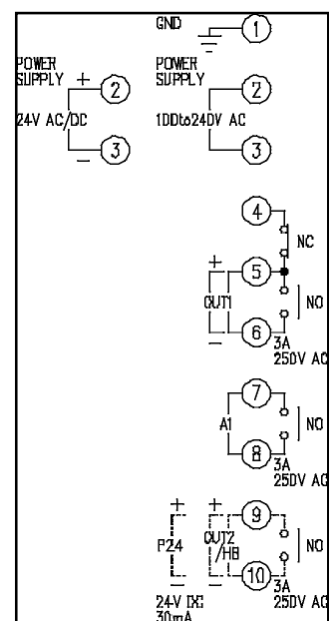 GND 1
POWER SUPPLY + 2
24V AC/DC
− 3
POWER SUPPLY 2
100to240V AC
3
4
NC
+ 5
OUT1
NO
− 6
3A
250V AC
7
A1
NO
8
3A
250V AC
+ + 9
P24
OUT2
/HB
NO
− − 10
24V DC
30mA
3A
250V AC